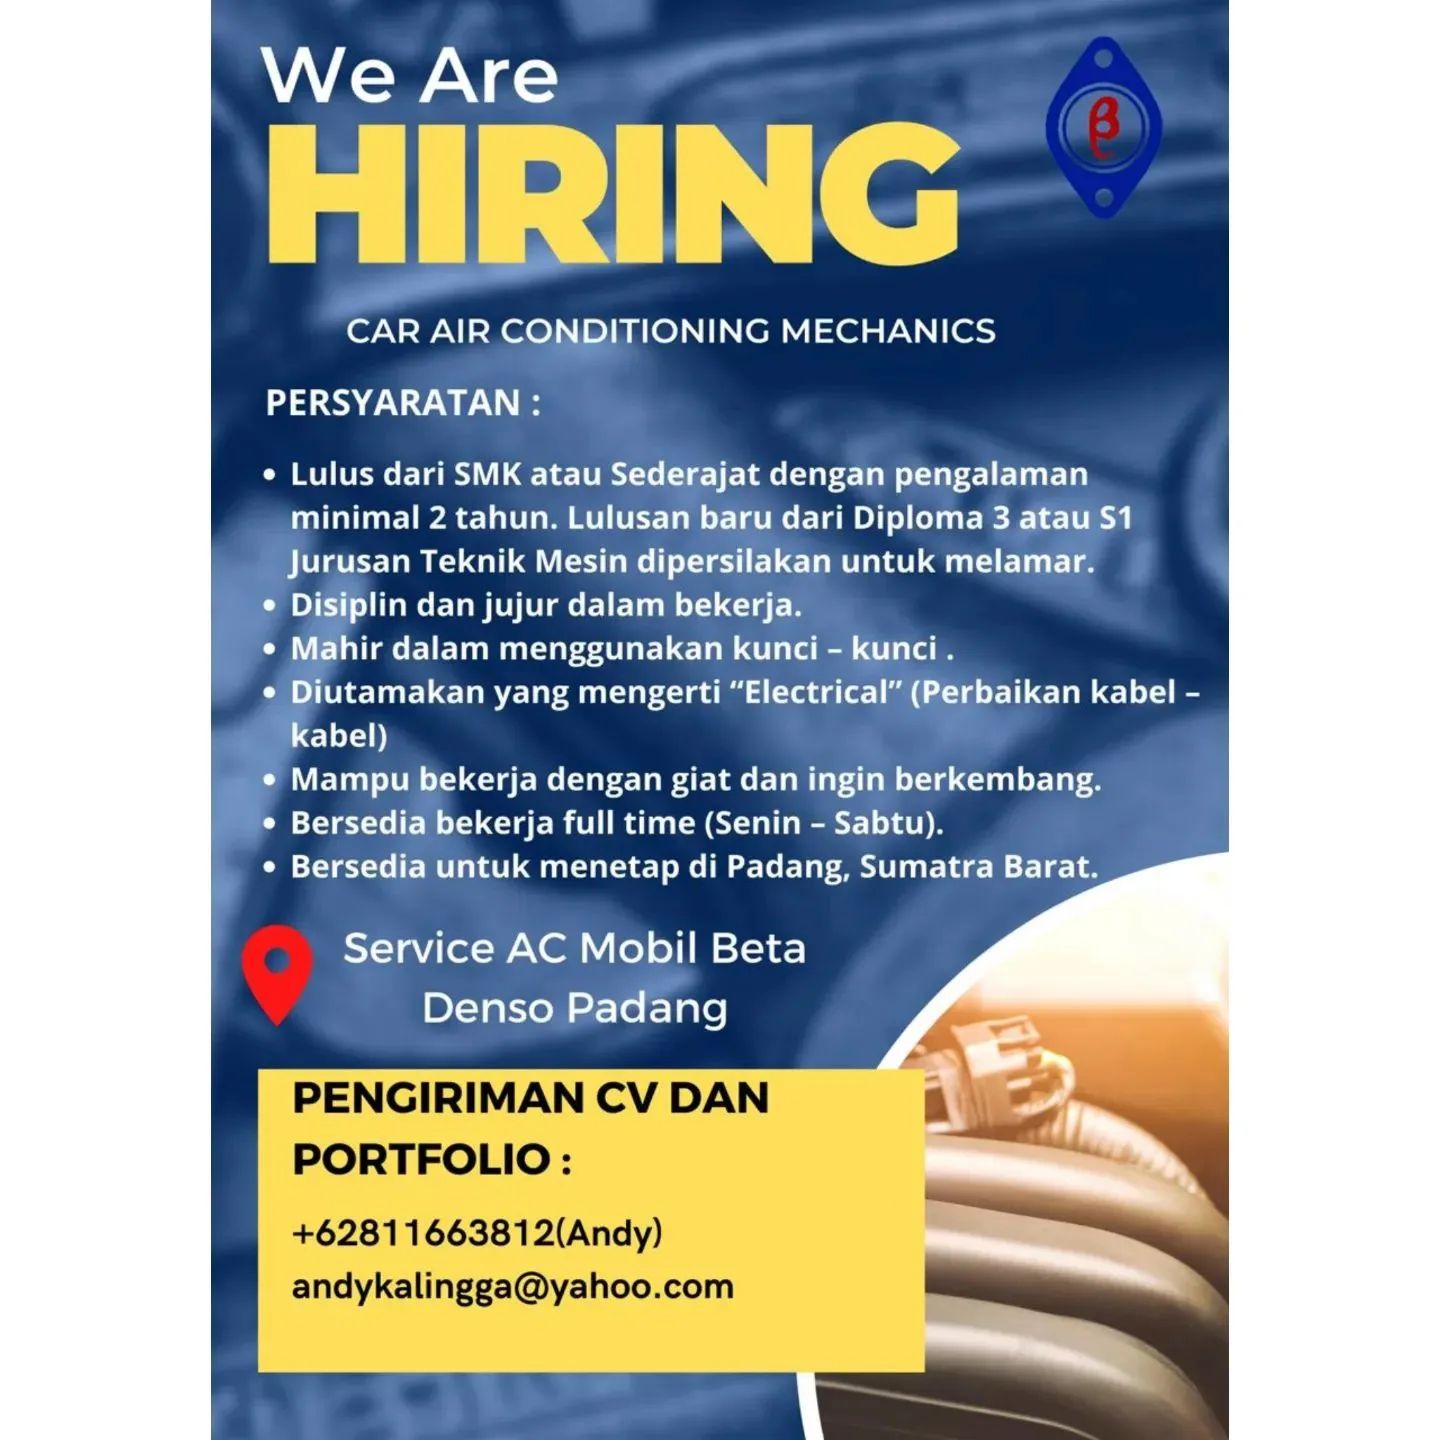 We Are
HIRING
β
CAR AIR CONDITIONING MECHANICS
PERSYARATAN :
• Lulus dari SMK atau Sederajat dengan pengalaman
minimal 2 tahun. Lulusan baru dari Diploma 3 atau S1
Jurusan Teknik Mesin dipersilakan untuk melamar.
• Disiplin dan jujur dalam bekerja.
• Mahir dalam menggunakan kunci – kunci .
• Diutamakan yang mengerti “Electrical” (Perbaikan kabel –
kabel)
• Mampu bekerja dengan giat dan ingin berkembang.
• Bersedia bekerja full time (Senin – Sabtu).
• Bersedia untuk menetap di Padang, Sumatra Barat.
Service AC Mobil Beta
Denso Padang
PENGIRIMAN CV DAN
PORTFOLIO :
+62811663812(Andy)
andykalingga@yahoo.com